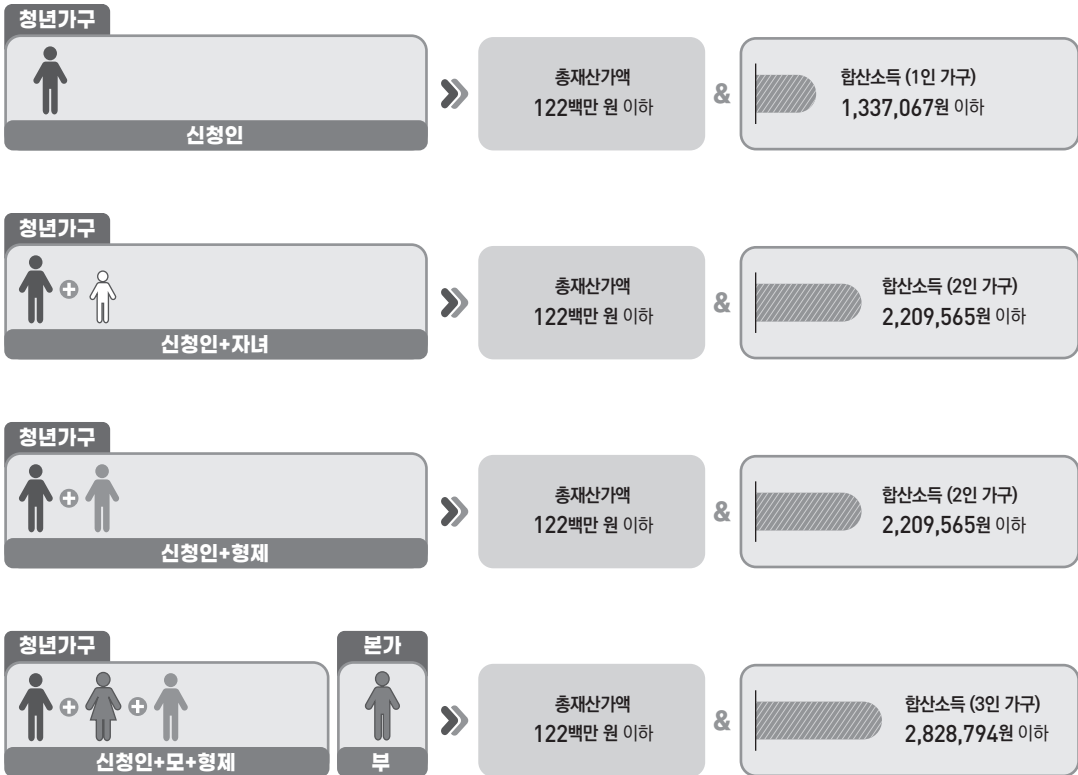 청년가구
신청인
총재산가액
122백만 원 이하
&
합산소득 (1인 가구)
1,337,067원 이하
청년가구
신청인+자녀
총재산가액
122백만 원 이하
&
합산소득 (2인 가구)
2,209,565원 이하
청년가구
신청인+형제
총재산가액
122백만 원 이하
&
합산소득 (2인 가구)
2,209,565원 이하
청년가구
본가
신청인+모+형제
부
총재산가액
122백만 원 이하
&
합산소득 (3인 가구)
2,828,794원 이하